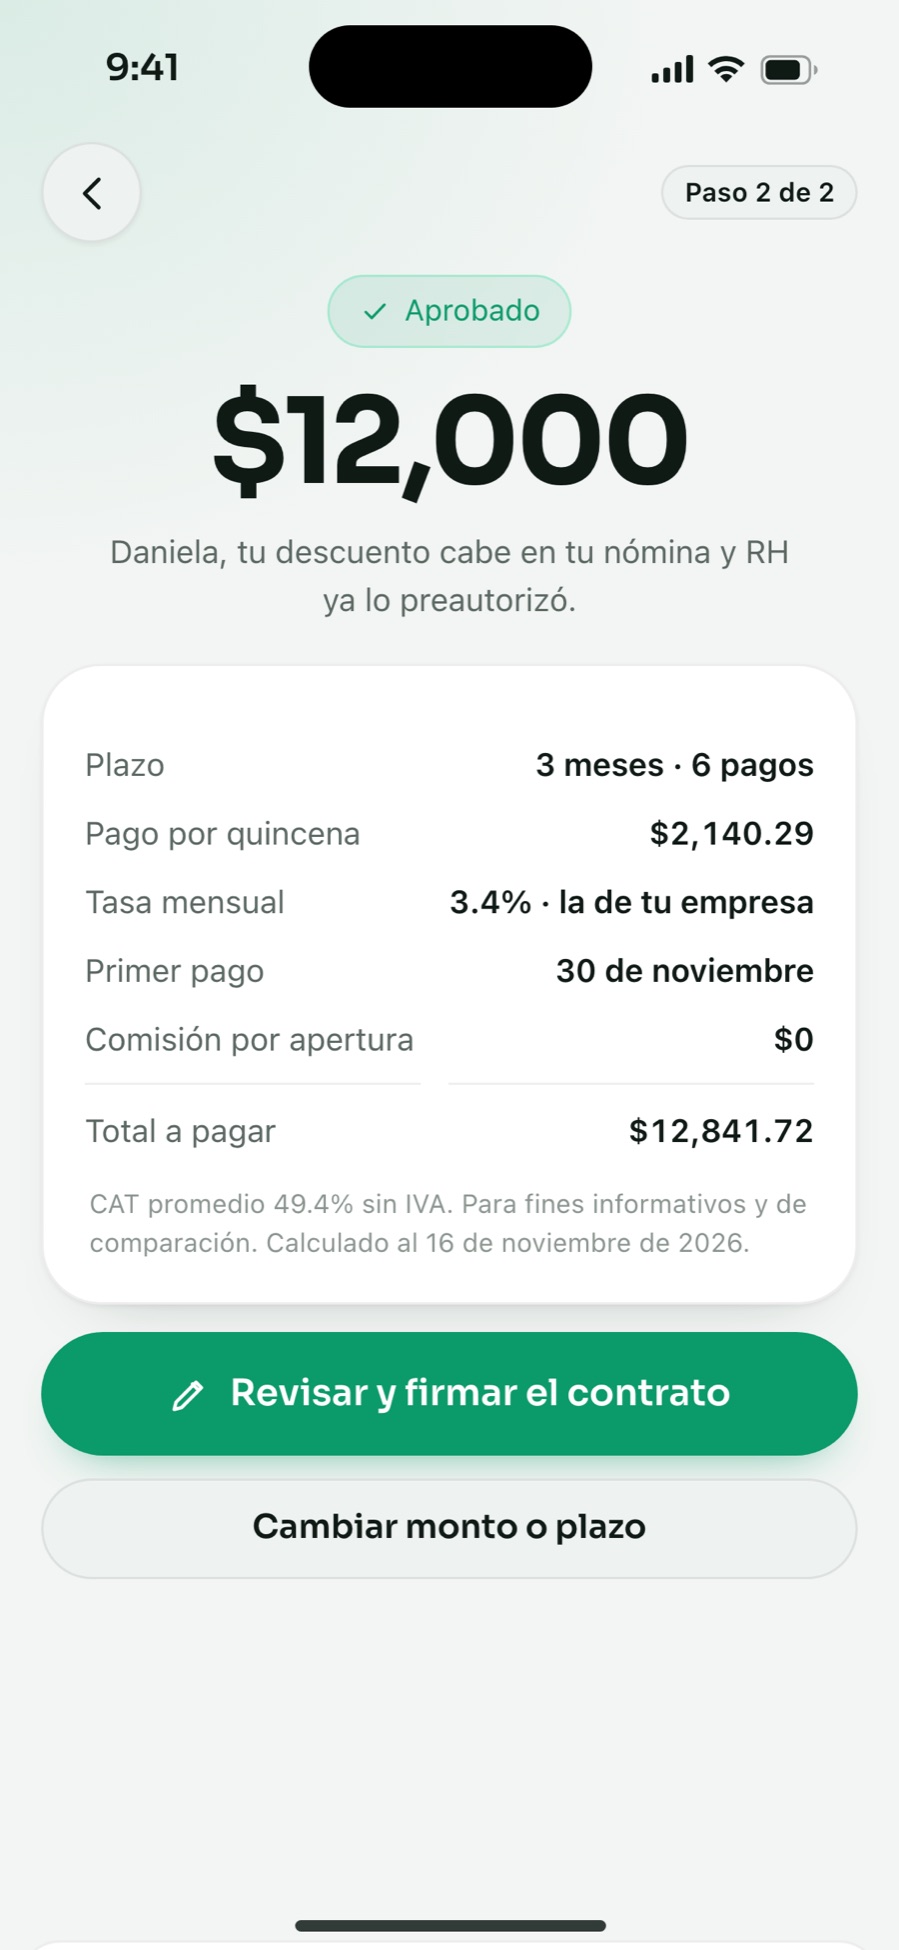 9:41
Paso 2 de 2
Aprobado
$12,000
Daniela, tu descuento cabe en tu nómina y RH
ya lo preautorizó.
Plazo 3 meses · 6 pagos
Pago por quincena $2,140.29
Tasa mensual 3.4% · la de tu empresa
Primer pago 30 de noviembre
Comisión por apertura $0
Total a pagar $12,841.72
CAT promedio 49.4% sin IVA. Para fines informativos y de
comparación. Calculado al 16 de noviembre de 2026.
Revisar y firmar el contrato
Cambiar monto o plazo